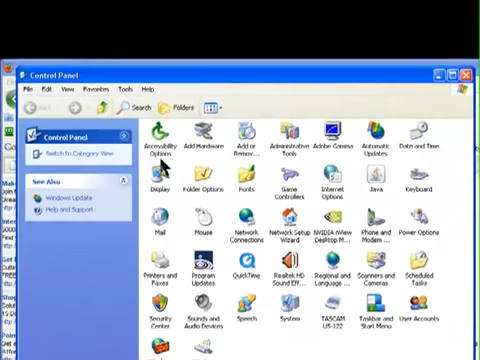 Control Panel
File Edit View Favorites Tools Help
Back Search Folders
Control Panel
Switch to Category View
See Also
Windows Update
Help and Support
Accessibility Options
Add Hardware
Add or Remov...
Administrative Tools
Adobe Gamma
Automatic Updates
Date and Time
Display
Folder Options
Fonts
Game Controllers
Internet Options
Java
Keyboard
Mail
Mouse
Network Connections
Network Setup Wizard
NVIDIA nView Desktop M...
Phone and Modem ...
Power Options
Printers and Faxes
Program Updates
QuickTime
Realtek HD Sound Eff...
Regional and Language ...
Scanners and Cameras
Scheduled Tasks
Security Center
Sounds and Audio Devices
Speech
System
TASCAM US-122
Taskbar and Start Menu
User Accounts